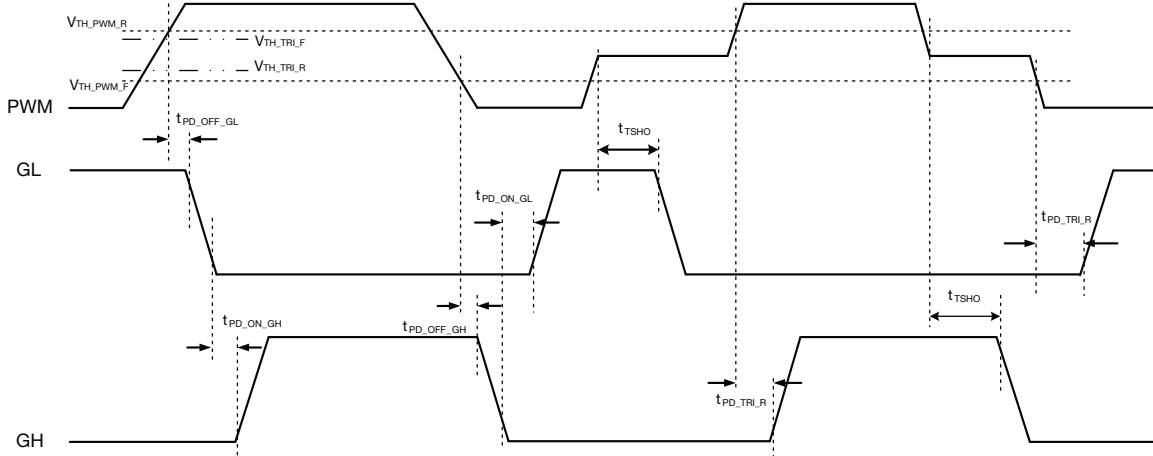 VTH_PWM_R
VTH_TRI_F
VTH_TRI_R
VTH_PWM_F
PWM
tPD_OFF_GL
tTSHO
GL
tPD_ON_GL
tPD_TRI_R
tTSHO
tPD_ON_GH
tPD_OFF_GH
tPD_TRI_R
GH